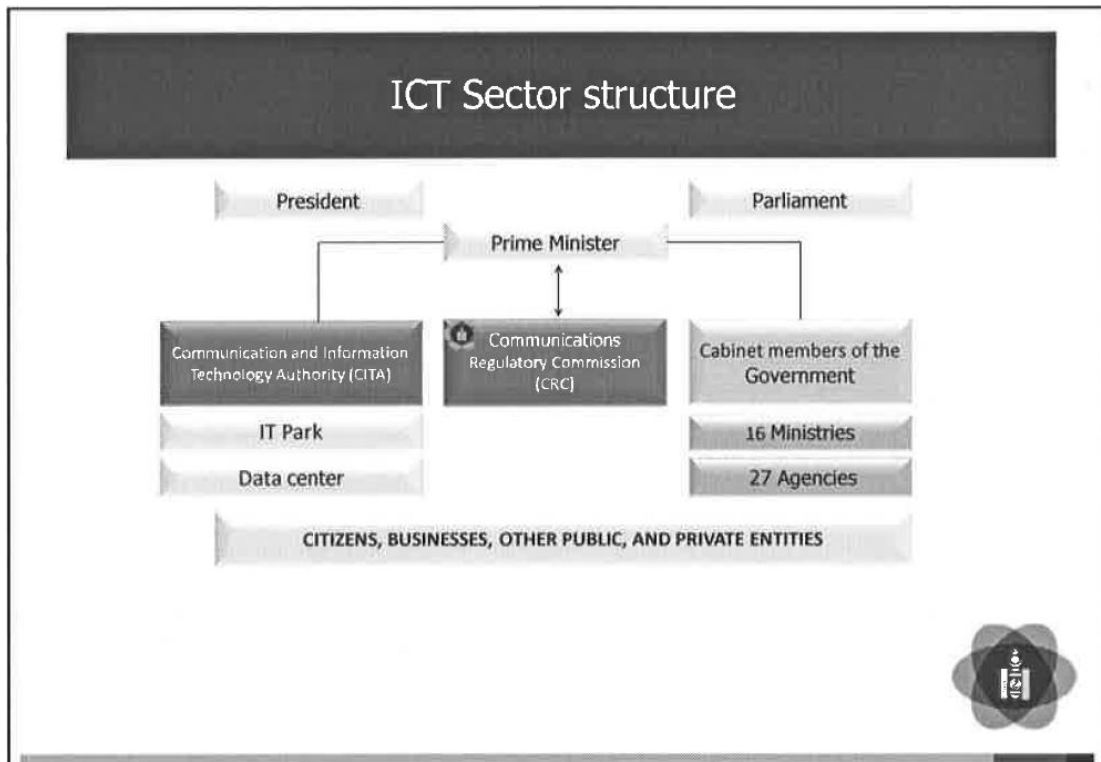 ICT Sector structure
President
Parliament
Prime Minister
Communication and Information
Technology Authority (CITA)
Communications
Regulatory Commission
(CRC)
Cabinet members of the
Government
IT Park
16 Ministries
Data center
27 Agencies
CITIZENS, BUSINESSES, OTHER PUBLIC, AND PRIVATE ENTITIES